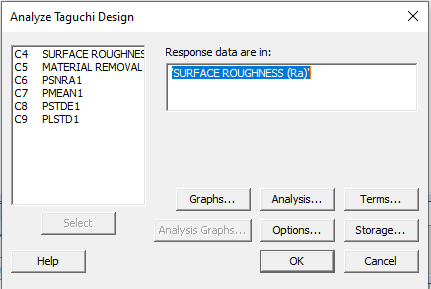 Analyze Taguchi Design
C4 SURFACE ROUGHNES
C5 MATERIAL REMOVAL
C6 PSNRA1
C7 PMEAN1
C8 PSTDE1
C9 PLSTD1
Response data are in:
'SURFACE ROUGHNESS (Ra)'
Graphs... Analysis... Terms...
Select Analysis Graphs... Options... Storage...
Help OK Cancel